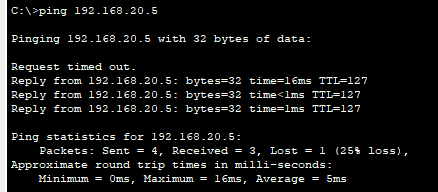 C:\>ping 192.168.20.5
Pinging 192.168.20.5 with 32 bytes of data:
Request timed out.
Reply from 192.168.20.5: bytes=32 time=16ms TTL=127
Reply from 192.168.20.5: bytes=32 time<1ms TTL=127
Reply from 192.168.20.5: bytes=32 time=1ms TTL=127
Ping statistics for 192.168.20.5:
Packets: Sent = 4, Received = 3, Lost = 1 (25% loss),
Approximate round trip times in milli-seconds:
Minimum = 0ms, Maximum = 16ms, Average = 5ms